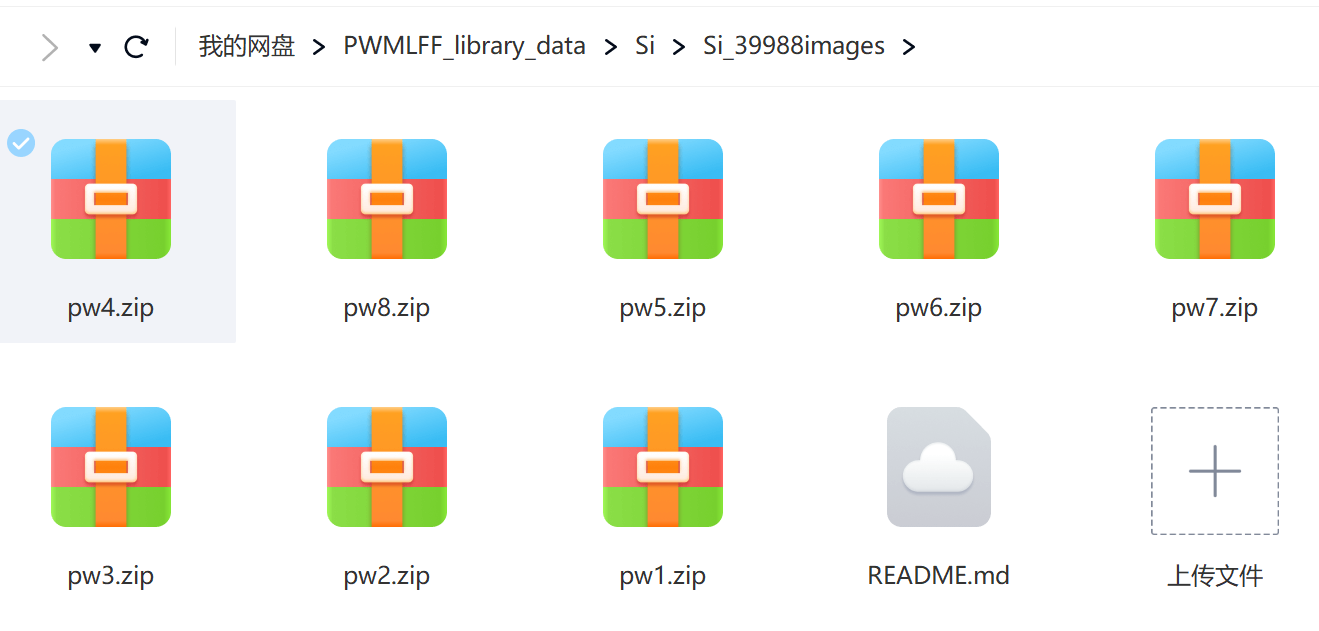 我的网盘 > PWMLFF_library_data > Si > Si_39988images >
pw4.zip pw8.zip pw5.zip pw6.zip pw7.zip
pw3.zip pw2.zip pw1.zip README.md 上传文件